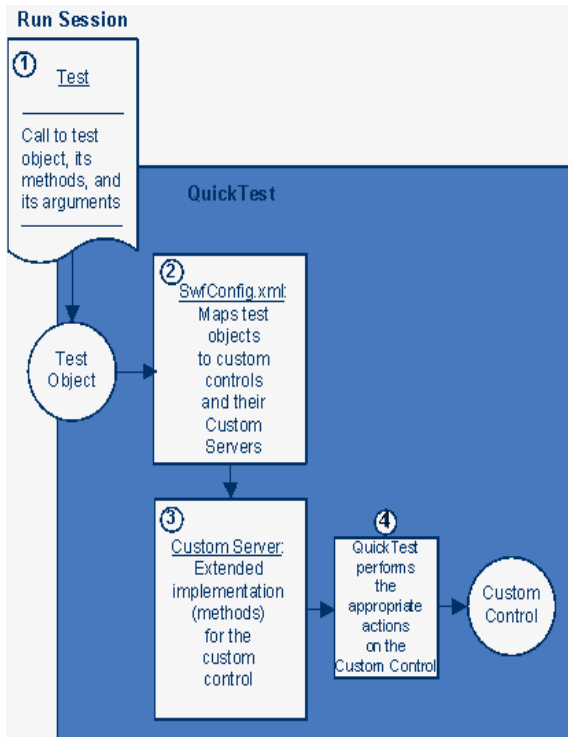 Run Session
1
Test
Call to test
object, its
methods, and
its arguments
QuickTest
Test
Object
2
SwfConfig.xml:
Maps test
objects
to custom
controls
and their
Custom
Servers
3
Custom Server:
Extended
implementation
(methods)
for the
custom
control
4
QuickTest
performs
the
appropriate
actions
on the
Custom Control
Custom
Control